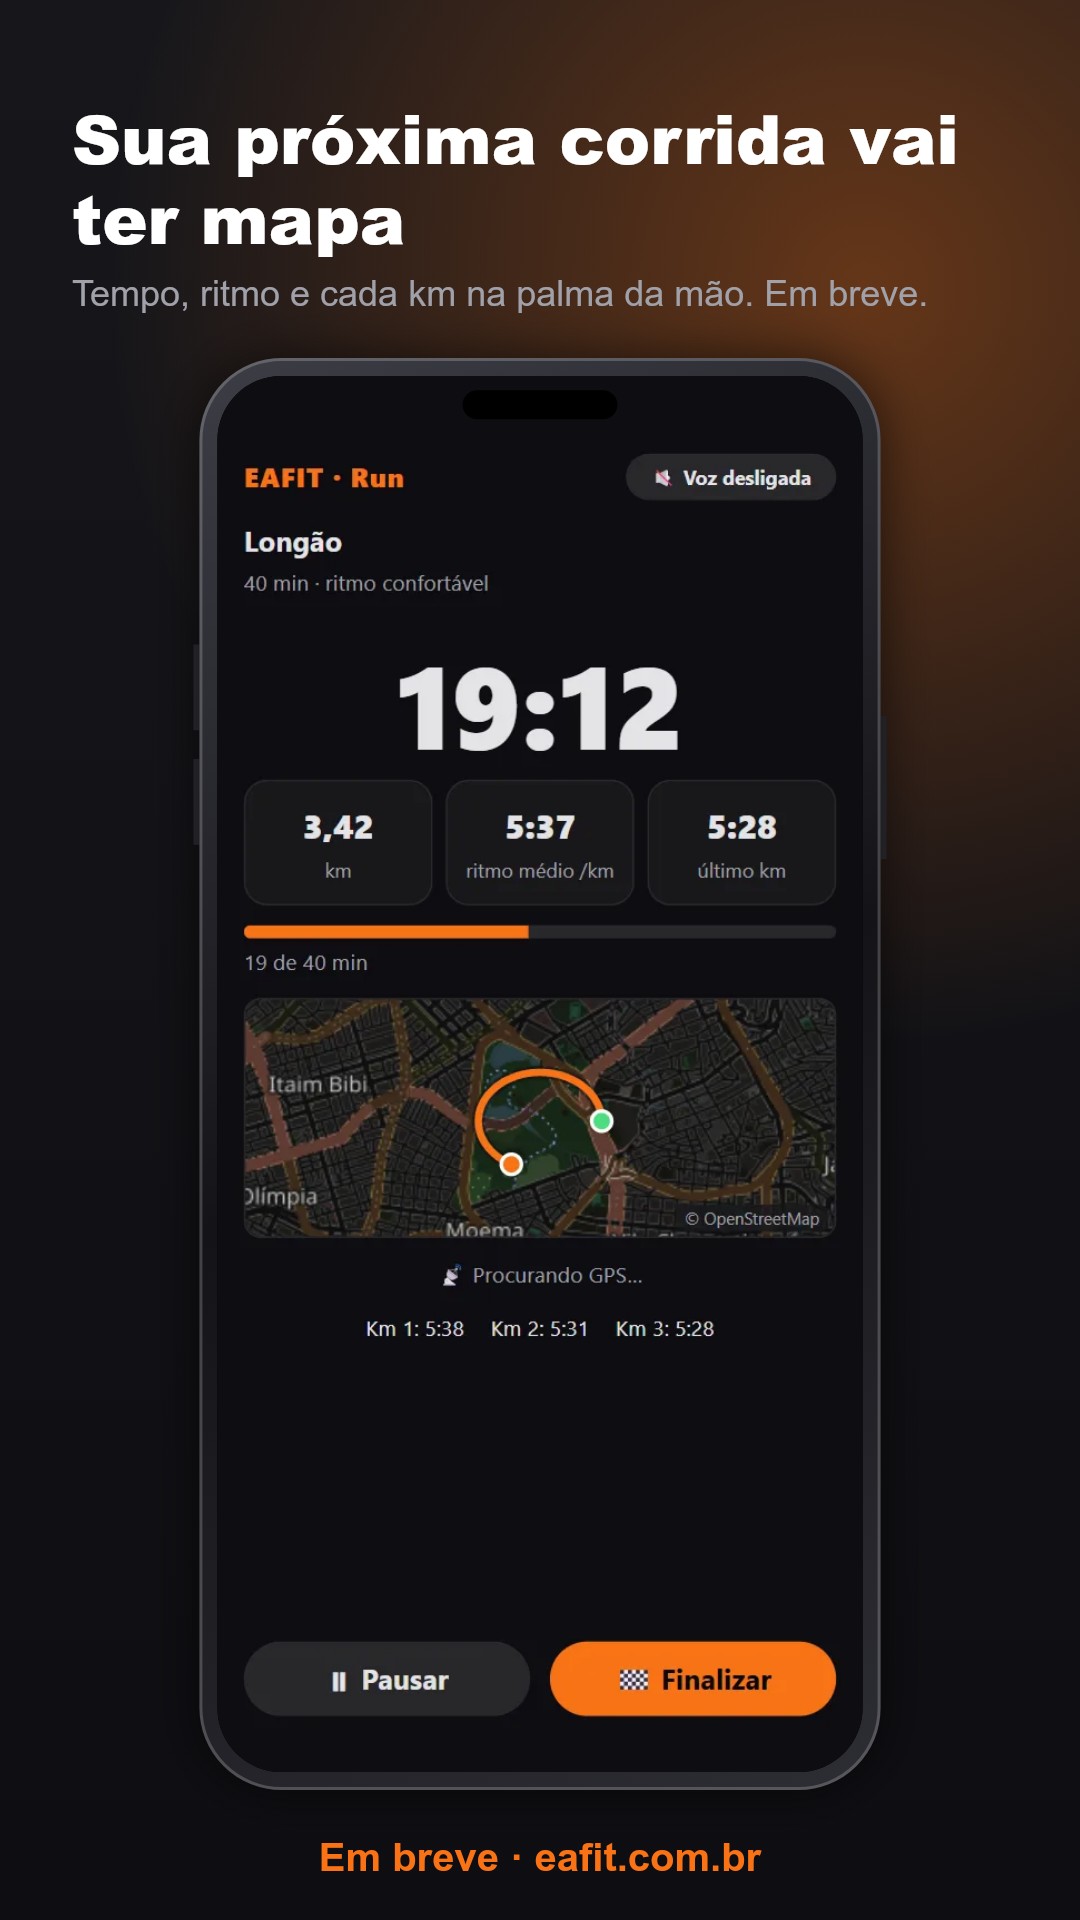 Sua próxima corrida vai
ter mapa
Tempo, ritmo e cada km na palma da mão. Em breve.
EAFIT · Run
Voz desligada
Longão
40 min · ritmo confortável
19:12
3,42
km
5:37
ritmo médio /km
5:28
último km
19 de 40 min
Itaim Bibi
Olímpia
Moema
© OpenStreetMap
Procurando GPS...
Km 1: 5:38 Km 2: 5:31 Km 3: 5:28
Pausar
Finalizar
Em breve · eafit.com.br